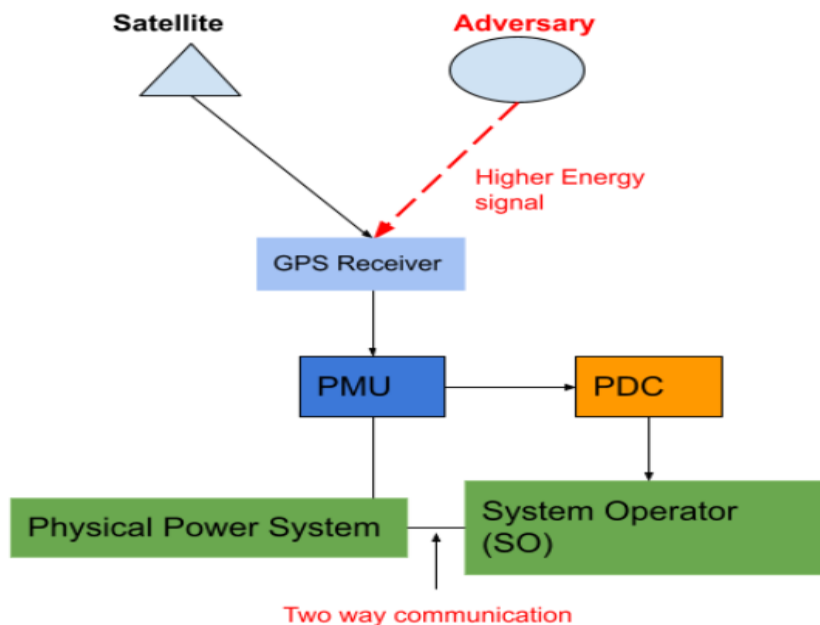 Satellite
Adversary
Higher Energy
signal
GPS Receiver
PMU
PDC
Physical Power System
System Operator
(SO)
Two way communication